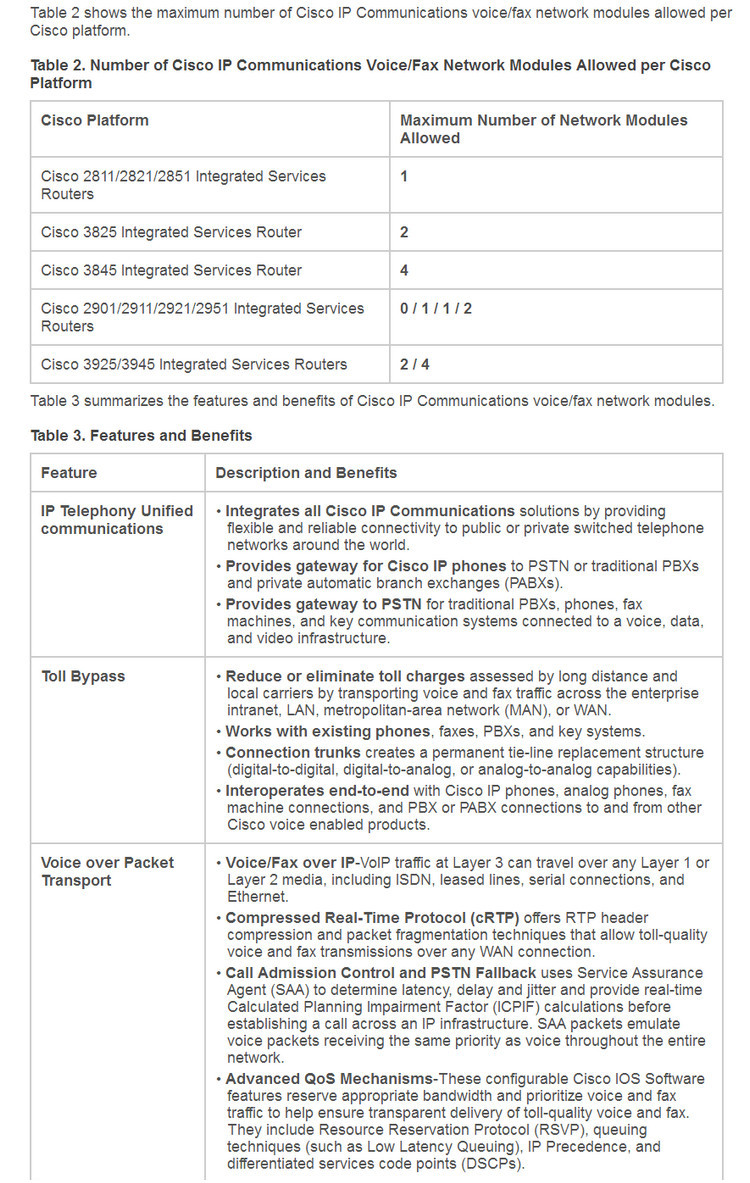 Table 2 shows the maximum number of Cisco IP Communications voice/fax network modules allowed per
Cisco platform.
Table 2. Number of Cisco IP Communications Voice/Fax Network Modules Allowed per Cisco
Platform
Cisco Platform
Maximum Number of Network Modules
Allowed
Cisco 2811/2821/2851 Integrated Services
Routers
1
Cisco 3825 Integrated Services Router
2
Cisco 3845 Integrated Services Router
4
Cisco 2901/2911/2921/2951 Integrated Services
Routers
0 / 1 / 1 / 2
Cisco 3925/3945 Integrated Services Routers
2 / 4
Table 3 summarizes the features and benefits of Cisco IP Communications voice/fax network modules.
Table 3. Features and Benefits
Feature
Description and Benefits
IP Telephony Unified
communications
• Integrates all Cisco IP Communications solutions by providing
flexible and reliable connectivity to public or private switched telephone
networks around the world.
• Provides gateway for Cisco IP phones to PSTN or traditional PBXs
and private automatic branch exchanges (PABXs).
• Provides gateway to PSTN for traditional PBXs, phones, fax
machines, and key communication systems connected to a voice, data,
and video infrastructure.
Toll Bypass
• Reduce or eliminate toll charges assessed by long distance and
local carriers by transporting voice and fax traffic across the enterprise
intranet, LAN, metropolitan-area network (MAN), or WAN.
• Works with existing phones, faxes, PBXs, and key systems.
• Connection trunks creates a permanent tie-line replacement structure
(digital-to-digital, digital-to-analog, or analog-to-analog capabilities).
• Interoperates end-to-end with Cisco IP phones, analog phones, fax
machine connections, and PBX or PABX connections to and from other
Cisco voice enabled products.
Voice over Packet
Transport
• Voice/Fax over IP-VoIP traffic at Layer 3 can travel over any Layer 1 or
Layer 2 media, including ISDN, leased lines, serial connections, and
Ethernet.
• Compressed Real-Time Protocol (cRTP) offers RTP header
compression and packet fragmentation techniques that allow toll-quality
voice and fax transmissions over any WAN connection.
• Call Admission Control and PSTN Fallback uses Service Assurance
Agent (SAA) to determine latency, delay and jitter and provide real-time
Calculated Planning Impairment Factor (ICPIF) calculations before
establishing a call across an IP infrastructure. SAA packets emulate
voice packets receiving the same priority as voice throughout the entire
network.
• Advanced QoS Mechanisms-These configurable Cisco IOS Software
features reserve appropriate bandwidth and prioritize voice and fax
traffic to help ensure transparent delivery of toll-quality voice and fax.
They include Resource Reservation Protocol (RSVP), queuing
techniques (such as Low Latency Queuing), IP Precedence, and
differentiated services code points (DSCPs).